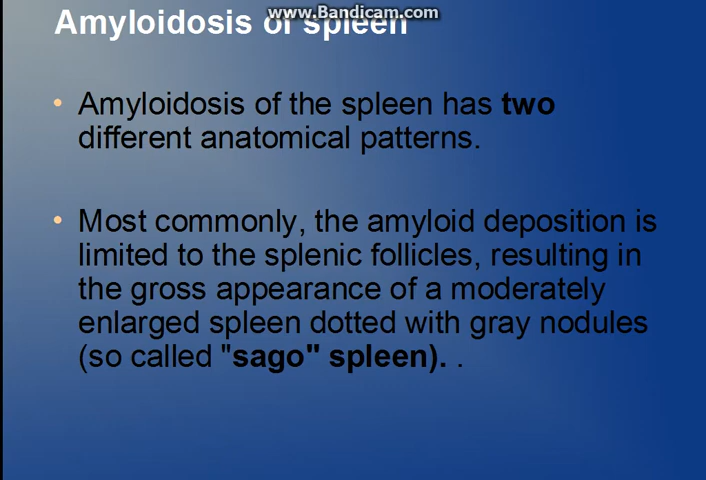 www.Bandicam.com
Amyloidosis of spleen
• Amyloidosis of the spleen has two
different anatomical patterns.
• Most commonly, the amyloid deposition is
limited to the splenic follicles, resulting in
the gross appearance of a moderately
enlarged spleen dotted with gray nodules
(so called "sago" spleen). .